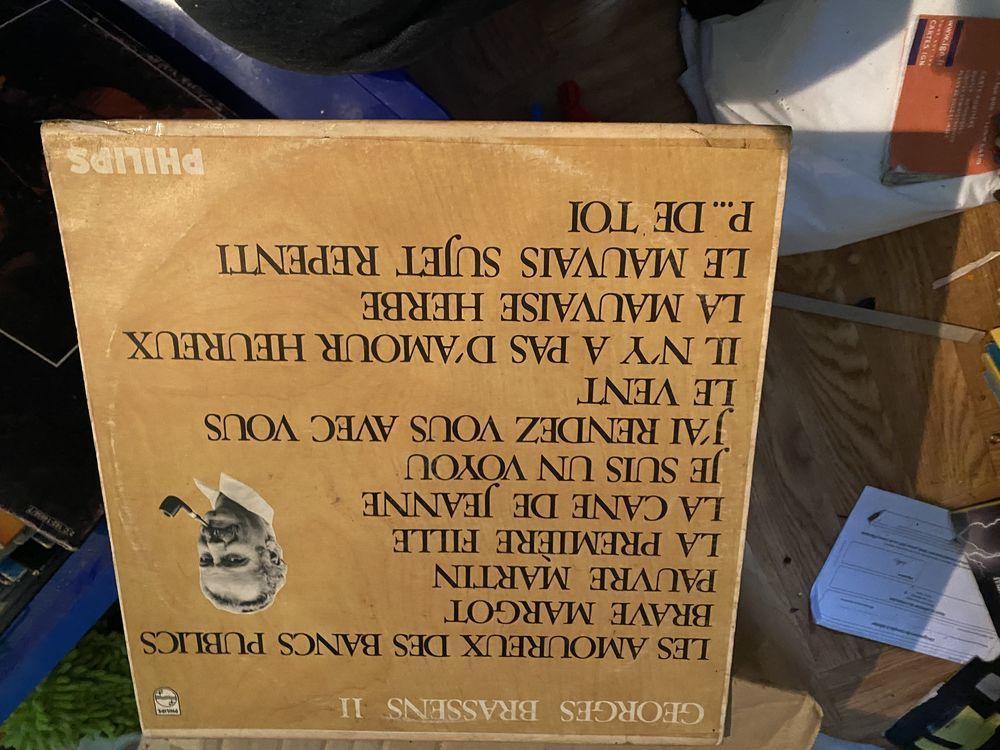 GEORGES BRASSENS II
PHILIPS
LES AMOUREUX DES BANCS PUBLICS
BRAVE MARGOT
PAUVRE MARTIN
LA PREMIÈRE FILLE
LA CANE DE JEANNE
JE SUIS UN VOYOU
J'AI RENDEZ VOUS AVEC VOUS
LE VENT
IL N'Y A PAS D'AMOUR HEUREUX
LA MAUVAISE HERBE
LE MAUVAIS SUJET REPENTI
P... DE TOI
PHILIPS